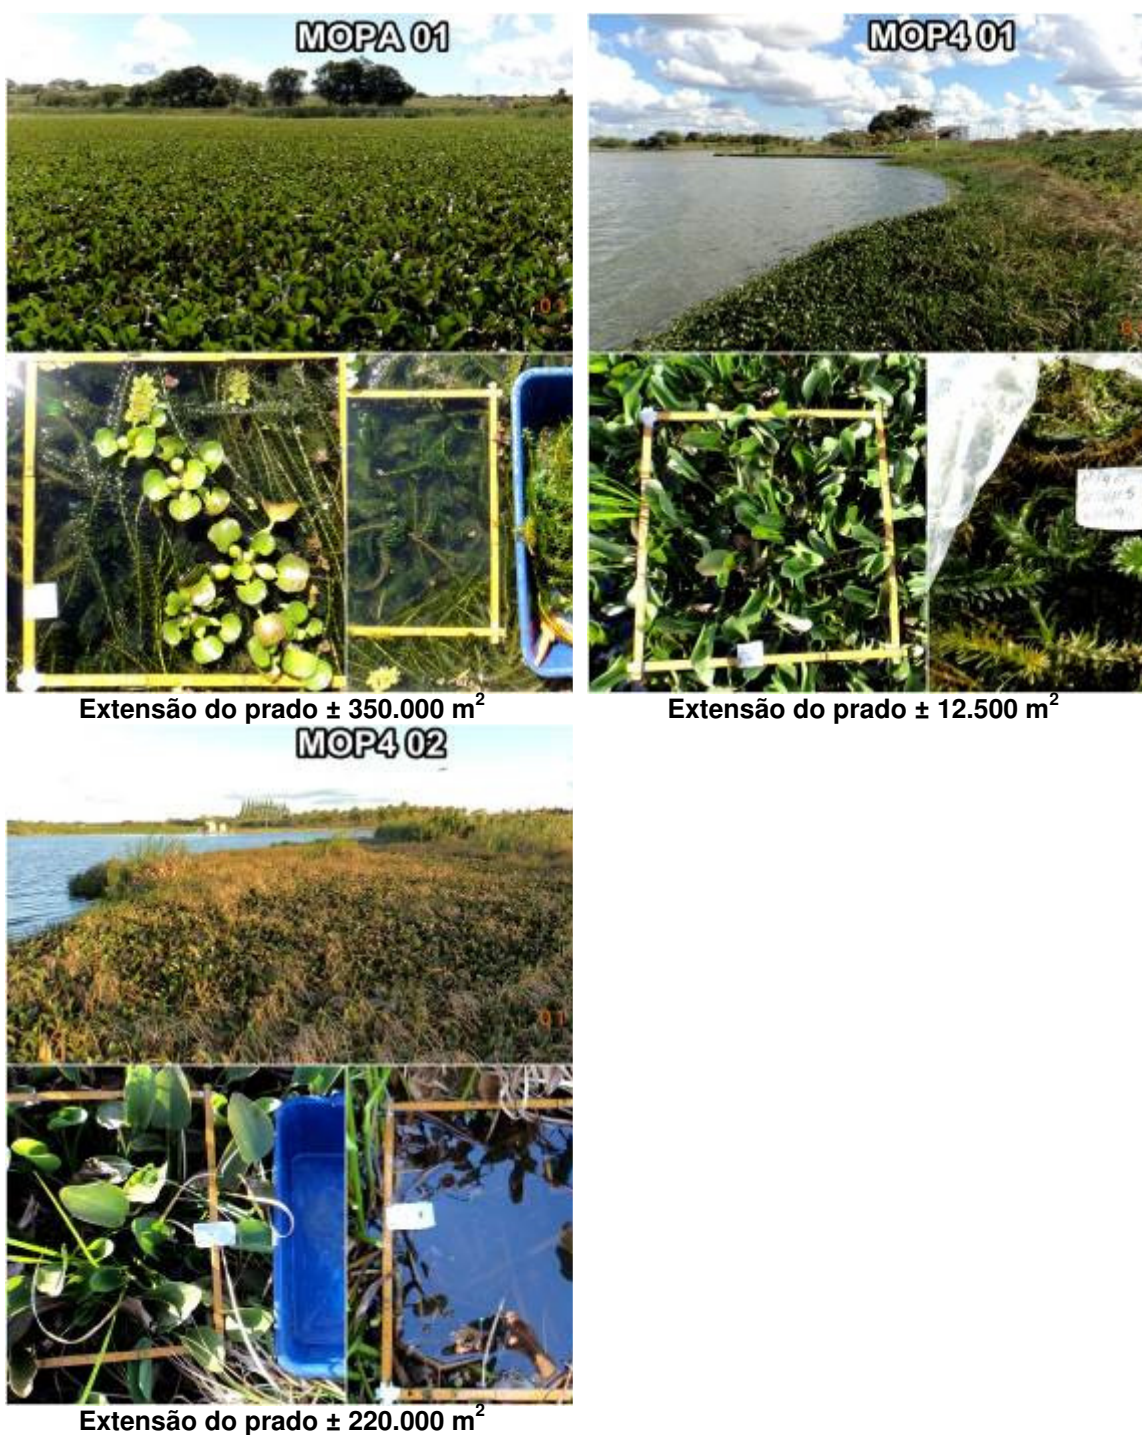 MOPA 01
MOP4 01
Extensão do prado ± 350.000 m²
Extensão do prado ± 12.500 m²
MOP4 02
Extensão do prado ± 220.000 m²